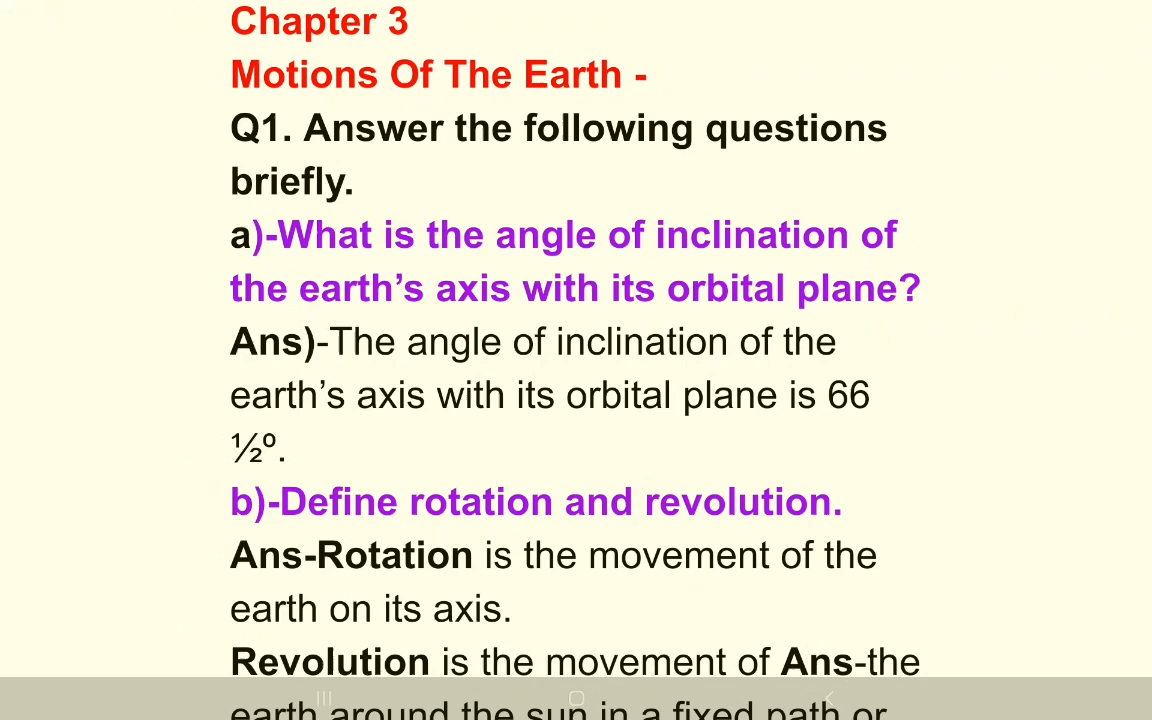 Chapter 3
Motions Of The Earth -
Q1. Answer the following questions
briefly.
a)-What is the angle of inclination of
the earth’s axis with its orbital plane?
Ans)-The angle of inclination of the
earth’s axis with its orbital plane is 66
½º.
b)-Define rotation and revolution.
Ans-Rotation is the movement of the
earth on its axis.
Revolution is the movement of Ans-the
earth around the sun in a fixed path or